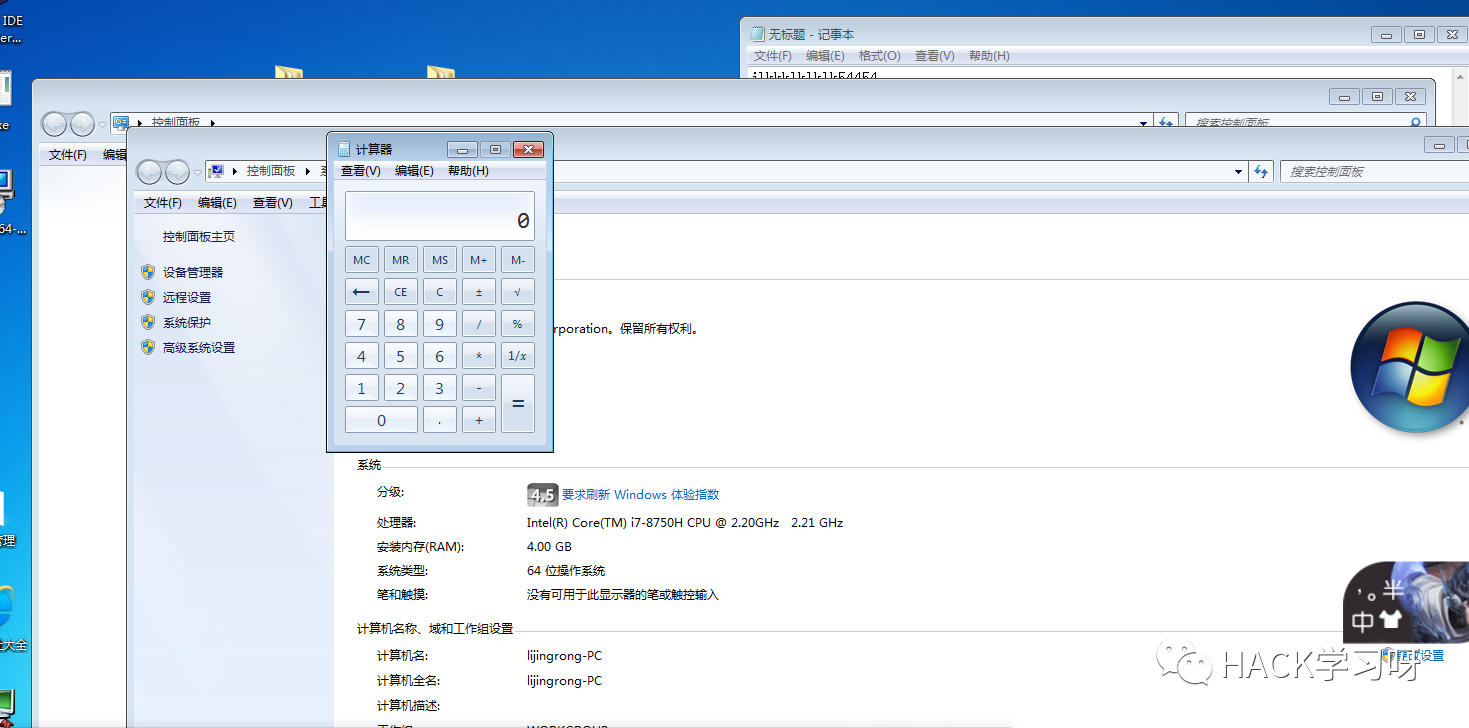 IDE
er...
无标题 - 记事本
文件(F) 编辑(E) 格式(O) 查看(V) 帮助(H)
控制面板
搜索控制面板
文件(F) 编辑
计算器
查看(V) 编辑(E) 帮助(H)
控制面板
搜索控制面板
文件(F) 编辑(E) 查看(V)
控制面板主页
设备管理器
远程设置
系统保护
高级系统设置
0
MC MR MS M+ M-
← CE C ± √
7 8 9 / %
4 5 6 * 1/x
1 2 3 - =
0 . +
rporation。保留所有权利。
系统
分级: 4.5 要求刷新 Windows 体验指数
处理器: Intel(R) Core(TM) i7-8750H CPU @ 2.20GHz 2.21 GHz
安装内存(RAM): 4.00 GB
系统类型: 64 位操作系统
笔和触摸: 没有可用于此显示器的笔或触控输入
计算机名称、域和工作组设置
计算机名: lijingrong-PC
计算机全名: lijingrong-PC
计算机描述:
64-...
大全
半
中
设置
HACK学习呀